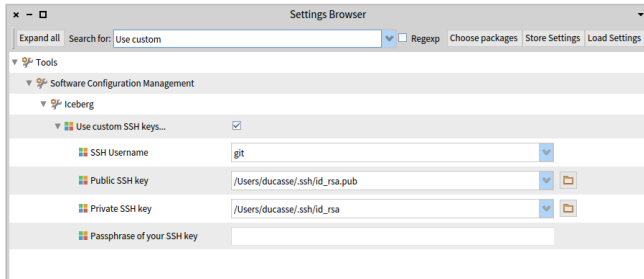 Settings Browser
Expand all Search for: Use custom Regexp Choose packages Store Settings Load Settings
Tools
Software Configuration Management
Iceberg
Use custom SSH keys...
SSH Username git
Public SSH key /Users/ducasse/.ssh/id_rsa.pub
Private SSH key /Users/ducasse/.ssh/id_rsa
Passphrase of your SSH key